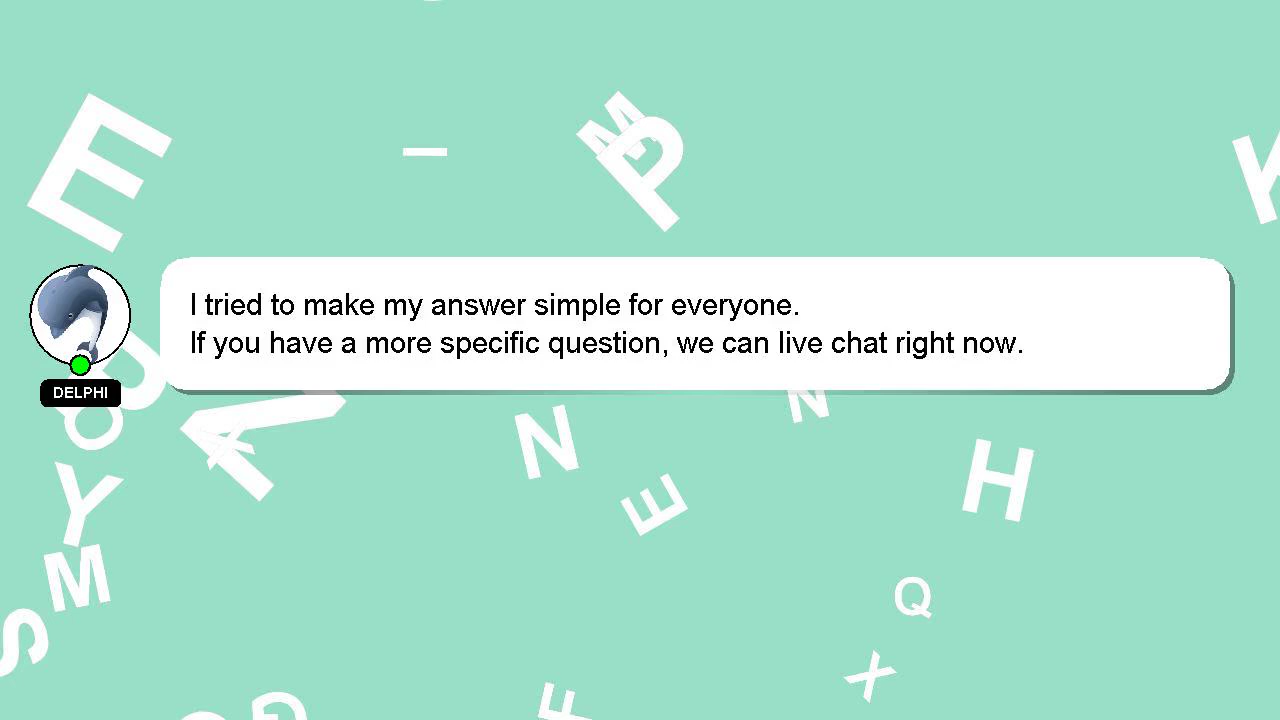 E
—
M
P
K
I tried to make my answer simple for everyone.
If you have a more specific question, we can live chat right now.
DELPHI
N
N
H
E
Y
M
Q
S
X
G
F